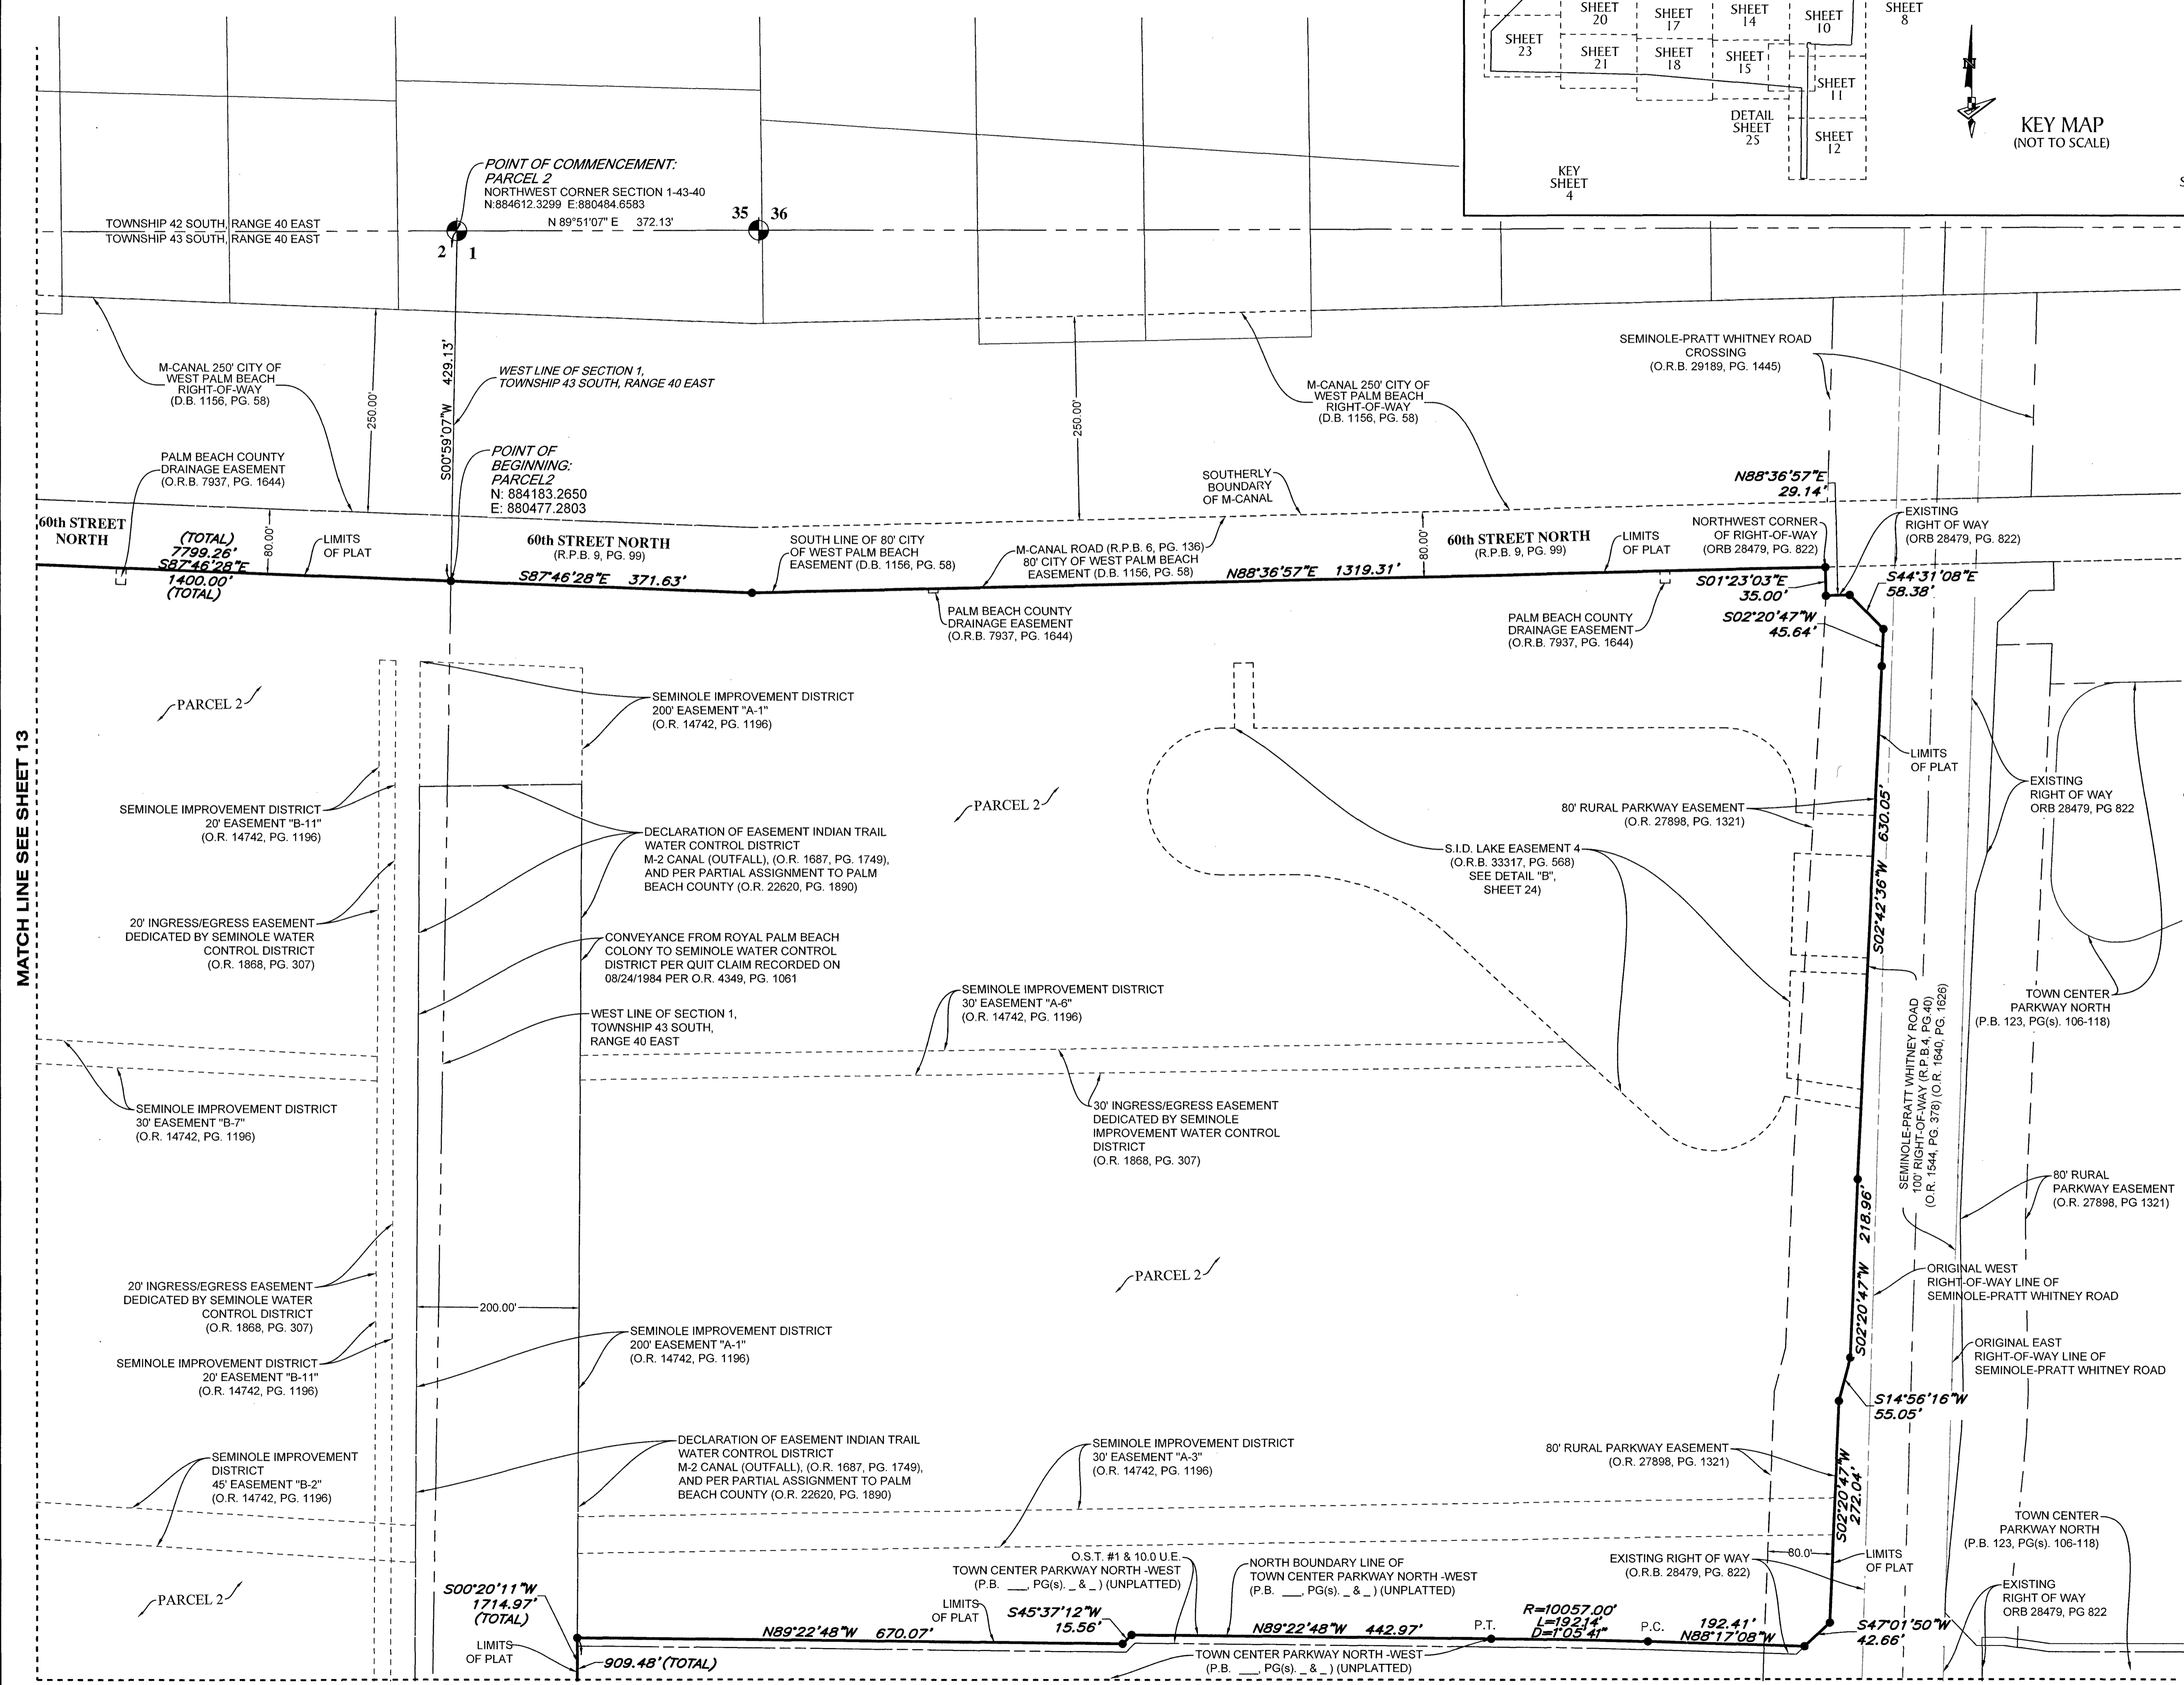 SHEET
20
SHEET
17
SHEET
14
SHEET
10
SHEET
8
SHEET
23
SHEET
21
SHEET
18
SHEET
15
SHEET
11
DETAIL
SHEET
25
SHEET
12
KEY
SHEET
4
N
KEY MAP
(NOT TO SCALE)
POINT OF COMMENCEMENT:
PARCEL 2
NORTHWEST CORNER SECTION 1-43-40
N:884612.3299 E:880484.6583
N 89°51'07" E 372.13'
35 36
2 1
TOWNSHIP 42 SOUTH, RANGE 40 EAST
TOWNSHIP 43 SOUTH, RANGE 40 EAST
M-CANAL 250' CITY OF
WEST PALM BEACH
RIGHT-OF-WAY
(D.B. 1156, PG. 58)
250.00'
S00°59'07"W 429.13'
WEST LINE OF SECTION 1,
TOWNSHIP 43 SOUTH, RANGE 40 EAST
250.00'
M-CANAL 250' CITY OF
WEST PALM BEACH
RIGHT-OF-WAY
(D.B. 1156, PG. 58)
SEMINOLE-PRATT WHITNEY ROAD
CROSSING
(O.R.B. 29189, PG. 1445)
PALM BEACH COUNTY
DRAINAGE EASEMENT
(O.R.B. 7937, PG. 1644)
POINT OF
BEGINNING:
PARCEL2
N: 884183.2650
E: 880477.2803
SOUTHERLY
BOUNDARY
OF M-CANAL
N88°36'57"E
29.14'
60th STREET
NORTH
(TOTAL)
7799.26'
S87°46'28"E
1400.00'
(TOTAL)
80.00'
LIMITS
OF PLAT
60th STREET NORTH
(R.P.B. 9, PG. 99)
S87°46'28"E 371.63'
SOUTH LINE OF 80' CITY
OF WEST PALM BEACH
EASEMENT (D.B. 1156, PG. 58)
M-CANAL ROAD (R.P.B. 6, PG. 136)
80' CITY OF WEST PALM BEACH
EASEMENT (D.B. 1156, PG. 58)
N88°36'57"E 1319.31'
80.00'
60th STREET NORTH
(R.P.B. 9, PG. 99)
LIMITS
OF PLAT
NORTHWEST CORNER
OF RIGHT-OF-WAY
(ORB 28479, PG. 822)
EXISTING
RIGHT OF WAY
(ORB 28479, PG. 822)
S01°23'03"E
35.00'
S44°31'08"E
58.38'
S02°20'47"W
45.64'
PALM BEACH COUNTY
DRAINAGE EASEMENT
(O.R.B. 7937, PG. 1644)
PALM BEACH COUNTY
DRAINAGE EASEMENT
(O.R.B. 7937, PG. 1644)
MATCH LINE SEE SHEET 13
PARCEL 2
SEMINOLE IMPROVEMENT DISTRICT
200' EASEMENT "A-1"
(O.R. 14742, PG. 1196)
LIMITS
OF PLAT
EXISTING
RIGHT OF WAY
ORB 28479, PG 822
SEMINOLE IMPROVEMENT DISTRICT
20' EASEMENT "B-11"
(O.R. 14742, PG. 1196)
PARCEL 2
80' RURAL PARKWAY EASEMENT
(O.R. 27898, PG. 1321)
S02°42'36"W 630.05'
DECLARATION OF EASEMENT INDIAN TRAIL
WATER CONTROL DISTRICT
M-2 CANAL (OUTFALL), (O.R. 1687, PG. 1749),
AND PER PARTIAL ASSIGNMENT TO PALM
BEACH COUNTY (O.R. 22620, PG. 1890)
S.I.D. LAKE EASEMENT 4
(O.R.B. 33317, PG. 568)
SEE DETAIL "B",
SHEET 24)
20' INGRESS/EGRESS EASEMENT
DEDICATED BY SEMINOLE WATER
CONTROL DISTRICT
(O.R. 1868, PG. 307)
CONVEYANCE FROM ROYAL PALM BEACH
COLONY TO SEMINOLE WATER CONTROL
DISTRICT PER QUIT CLAIM RECORDED ON
08/24/1984 PER O.R. 4349, PG. 1061
SEMINOLE IMPROVEMENT DISTRICT
30' EASEMENT "A-6"
(O.R. 14742, PG. 1196)
TOWN CENTER
PARKWAY NORTH
(P.B. 123, PG(s). 106-118)
WEST LINE OF SECTION 1,
TOWNSHIP 43 SOUTH,
RANGE 40 EAST
SEMINOLE-PRATT WHITNEY ROAD
100' RIGHT-OF-WAY (R.P.B.4, PG.40)
(O.R. 1544, PG. 378) (O.R. 1640, PG. 1626)
SEMINOLE IMPROVEMENT DISTRICT
30' EASEMENT "B-7"
(O.R. 14742, PG. 1196)
30' INGRESS/EGRESS EASEMENT
DEDICATED BY SEMINOLE
IMPROVEMENT WATER CONTROL
DISTRICT
(O.R. 1868, PG. 307)
80' RURAL
PARKWAY EASEMENT
(O.R. 27898, PG 1321)
S02°20'47"W 218.96'
20' INGRESS/EGRESS EASEMENT
DEDICATED BY SEMINOLE WATER
CONTROL DISTRICT
(O.R. 1868, PG. 307)
200.00'
PARCEL 2
ORIGINAL WEST
RIGHT-OF-WAY LINE OF
SEMINOLE-PRATT WHITNEY ROAD
SEMINOLE IMPROVEMENT DISTRICT
20' EASEMENT "B-11"
(O.R. 14742, PG. 1196)
SEMINOLE IMPROVEMENT DISTRICT
200' EASEMENT "A-1"
(O.R. 14742, PG. 1196)
ORIGINAL EAST
RIGHT-OF-WAY LINE OF
SEMINOLE-PRATT WHITNEY ROAD
S14°56'16"W
55.05'
SEMINOLE IMPROVEMENT
DISTRICT
45' EASEMENT "B-2"
(O.R. 14742, PG. 1196)
DECLARATION OF EASEMENT INDIAN TRAIL
WATER CONTROL DISTRICT
M-2 CANAL (OUTFALL), (O.R. 1687, PG. 1749),
AND PER PARTIAL ASSIGNMENT TO PALM
BEACH COUNTY (O.R. 22620, PG. 1890)
SEMINOLE IMPROVEMENT DISTRICT
30' EASEMENT "A-3"
(O.R. 14742, PG. 1196)
80' RURAL PARKWAY EASEMENT
(O.R. 27898, PG. 1321)
S02°20'47"W
272.04'
TOWN CENTER
PARKWAY NORTH
(P.B. 123, PG(s). 106-118)
PARCEL 2
S00°20'11"W
1714.97'
(TOTAL)
LIMITS
OF PLAT
O.S.T. #1 & 10.0 U.E.
TOWN CENTER PARKWAY NORTH -WEST
(P.B. ___, PG(s). _ & _ ) (UNPLATTED)
NORTH BOUNDARY LINE OF
TOWN CENTER PARKWAY NORTH -WEST
(P.B. ___, PG(s). _ & _ ) (UNPLATTED)
EXISTING RIGHT OF WAY
(O.R.B. 28479, PG. 822)
80.0'
LIMITS
OF PLAT
EXISTING
RIGHT OF WAY
ORB 28479, PG 822
LIMITS
OF PLAT
N89°22'48"W 670.07'
S45°37'12"W
15.56'
N89°22'48"W 442.97'
P.T.
R=10057.00'
L=192.14'
D=1°05'41"
P.C.
192.41'
N88°17'08"W
S47°01'50"W
42.66'
909.48' (TOTAL)
TOWN CENTER PARKWAY NORTH -WEST
(P.B. ___, PG(s). _ & _ ) (UNPLATTED)